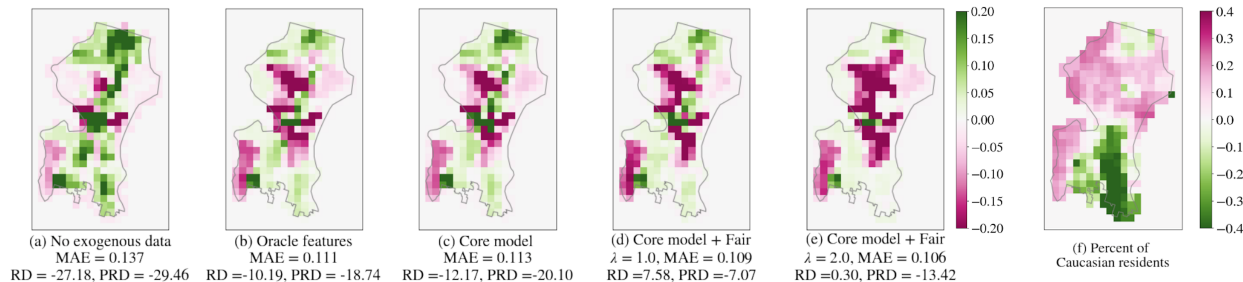 0.20
0.15
0.10
0.05
0.00
−0.05
−0.10
−0.15
−0.20
0.4
0.3
0.2
0.1
0.0
−0.1
−0.2
−0.3
−0.4
(a) No exogenous data
MAE = 0.137
RD = -27.18, PRD = -29.46
(b) Oracle features
MAE = 0.111
RD =-10.19, PRD = -18.74
(c) Core model
MAE = 0.113
RD = -12.17, PRD = -20.10
(d) Core model + Fair
λ = 1.0, MAE = 0.109
RD =7.58, PRD = -7.07
(e) Core model + Fair
λ = 2.0, MAE = 0.106
RD =0.30, PRD = -13.42
(f) Percent of
Caucasian residents